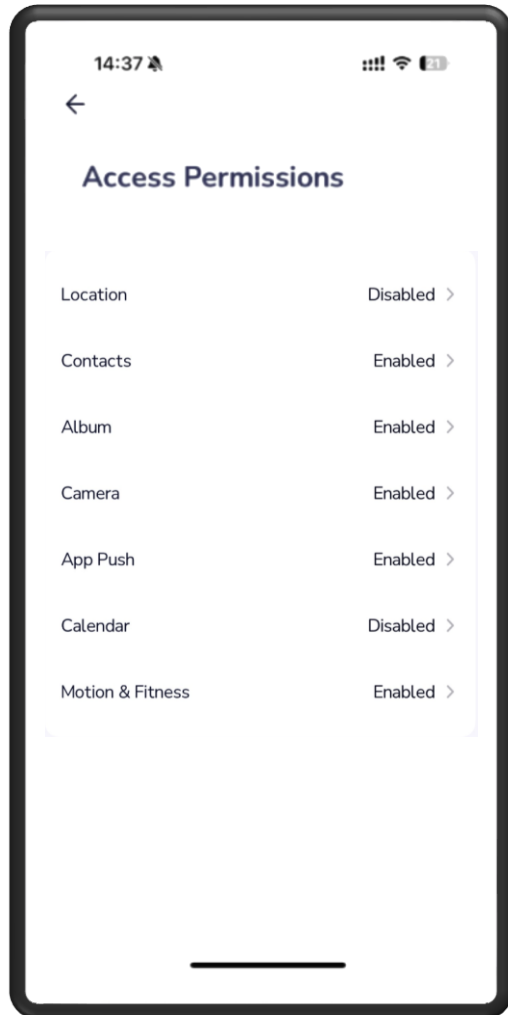 14:37
21
Access Permissions
Location Disabled
Contacts Enabled
Album Enabled
Camera Enabled
App Push Enabled
Calendar Disabled
Motion & Fitness Enabled